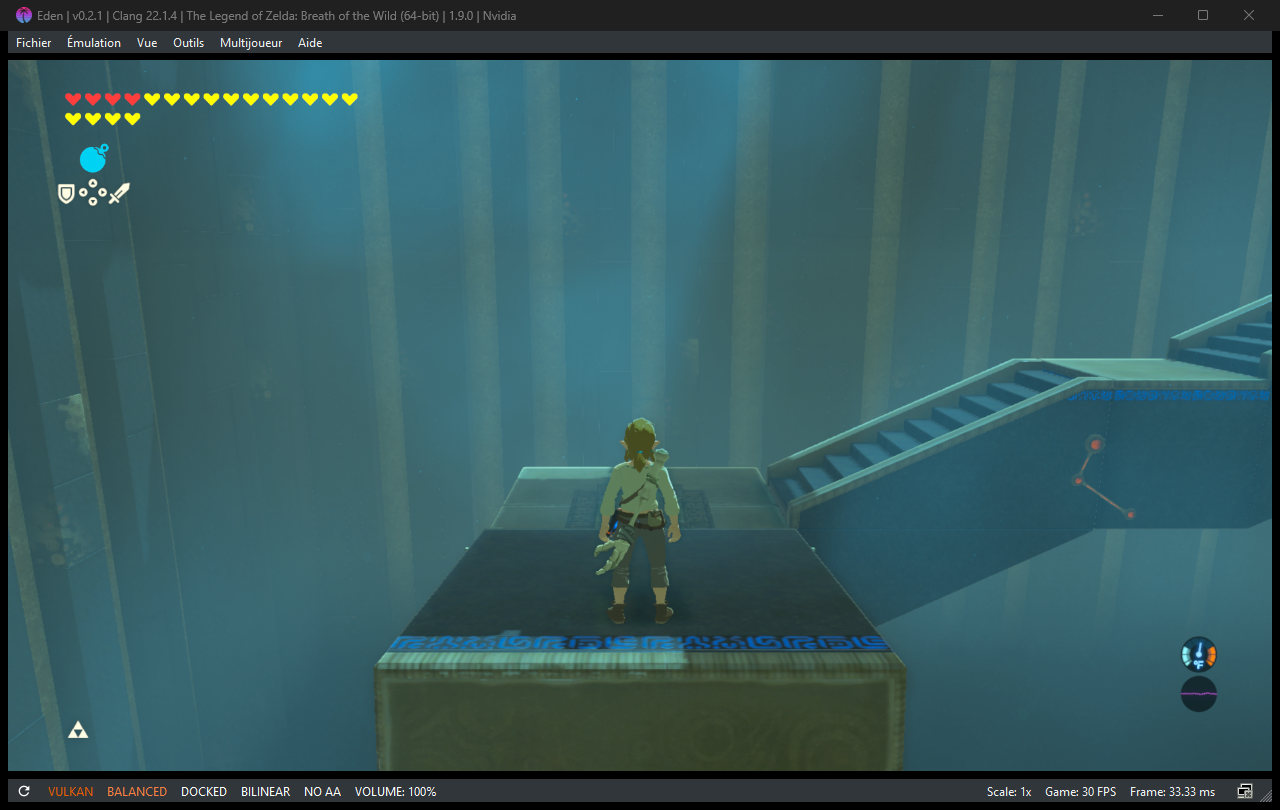 Eden | v0.2.1 | Clang 22.1.4 | The Legend of Zelda: Breath of the Wild (64-bit) | 1.9.0 | Nvidia
Fichier Émulation Vue Outils Multijoueur Aide
°F
VULKAN BALANCED DOCKED BILINEAR NO AA VOLUME: 100% Scale: 1x Game: 30 FPS Frame: 33.33 ms